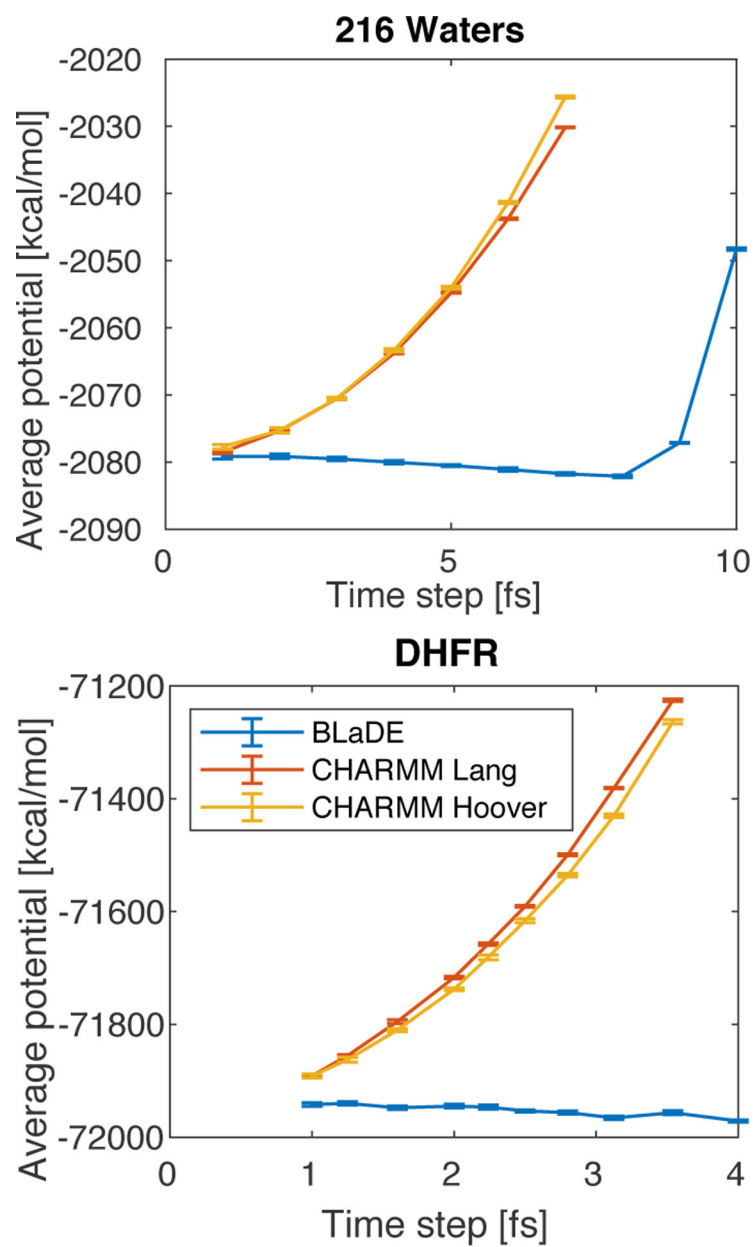 216 Waters
Average potential [kcal/mol]
-2020
-2030
-2040
-2050
-2060
-2070
-2080
-2090
0 5 10
Time step [fs]
DHFR
Average potential [kcal/mol]
-71200
-71400
-71600
-71800
-72000
BLaDE
CHARMM Lang
CHARMM Hoover
0 1 2 3 4
Time step [fs]